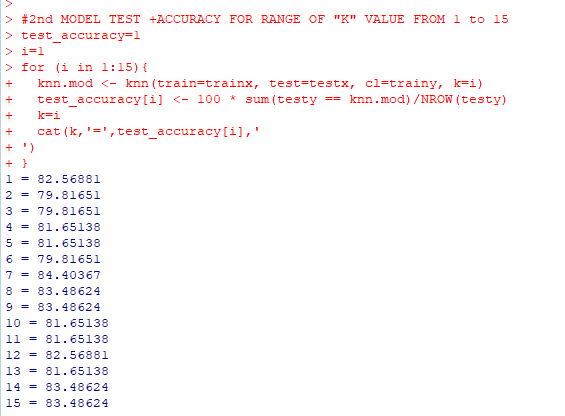 >
> #2nd MODEL TEST +ACCURACY FOR RANGE OF "K" VALUE FROM 1 to 15
> test_accuracy=1
> i=1
> for (i in 1:15){
+   knn.mod <- knn(train=trainx, test=testx, cl=trainy, k=i)
+   test_accuracy[i] <- 100 * sum(testy == knn.mod)/NROW(testy)
+   k=i
+   cat(k,'=',test_accuracy[i],'
+ ')
+ }
1 = 82.56881
2 = 79.81651
3 = 79.81651
4 = 81.65138
5 = 81.65138
6 = 79.81651
7 = 84.40367
8 = 83.48624
9 = 83.48624
10 = 81.65138
11 = 81.65138
12 = 82.56881
13 = 81.65138
14 = 83.48624
15 = 83.48624